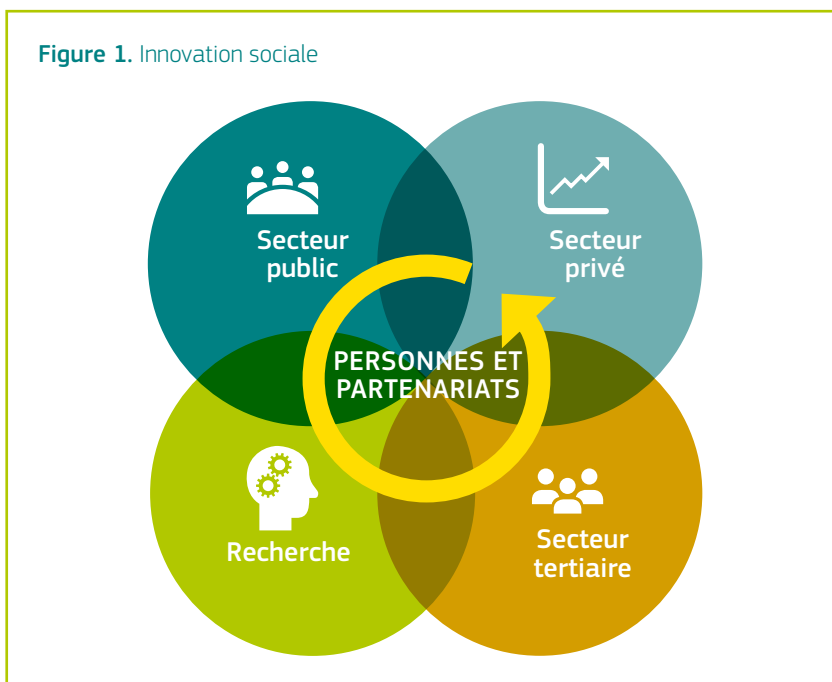 Figure 1. Innovation sociale
Secteur
public
Secteur
privé
PERSONNES ET
PARTENARIATS
Recherche
Secteur
tertiaire